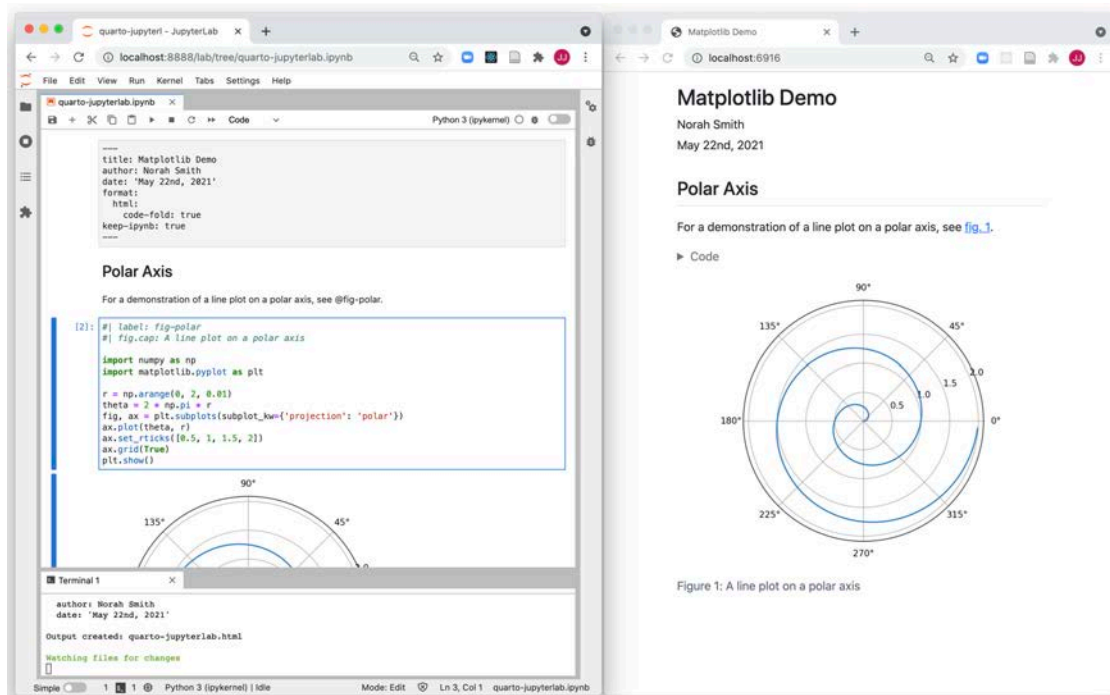 quarto-jupyterl - JupyterLab
localhost:8888/lab/tree/quarto-jupyterlab.ipynb
JJ
File Edit View Run Kernel Tabs Settings Help
quarto-jupyterlab.ipynb
Code
Python 3 (ipykernel)
---
title: Matplotlib Demo
author: Norah Smith
date: 'May 22nd, 2021'
format:
  html:
    code-fold: true
keep-ipynb: true
---
Polar Axis
For a demonstration of a line plot on a polar axis, see @fig-polar.
[2]:
#| label: fig-polar
#| fig.cap: A line plot on a polar axis
import numpy as np
import matplotlib.pyplot as plt
r = np.arange(0, 2, 0.01)
theta = 2 * np.pi * r
fig, ax = plt.subplots(subplot_kw={'projection': 'polar'})
ax.plot(theta, r)
ax.set_rticks([0.5, 1, 1.5, 2])
ax.grid(True)
plt.show()
90°
135°
45°
Terminal 1
author: Norah Smith
date: 'May 22nd, 2021'
Output created: quarto-jupyterlab.html
Watching files for changes
Simple 1 1 Python 3 (ipykernel) | Idle Mode: Edit Ln 3, Col 1 quarto-jupyterlab.ipynb
Matplotlib Demo
localhost:6916
JJ
Matplotlib Demo
Norah Smith
May 22nd, 2021
Polar Axis
For a demonstration of a line plot on a polar axis, see fig. 1.
Code
90°
135°
45°
2.0
1.5
1.0
0.5
180°
0°
225°
315°
270°
Figure 1: A line plot on a polar axis